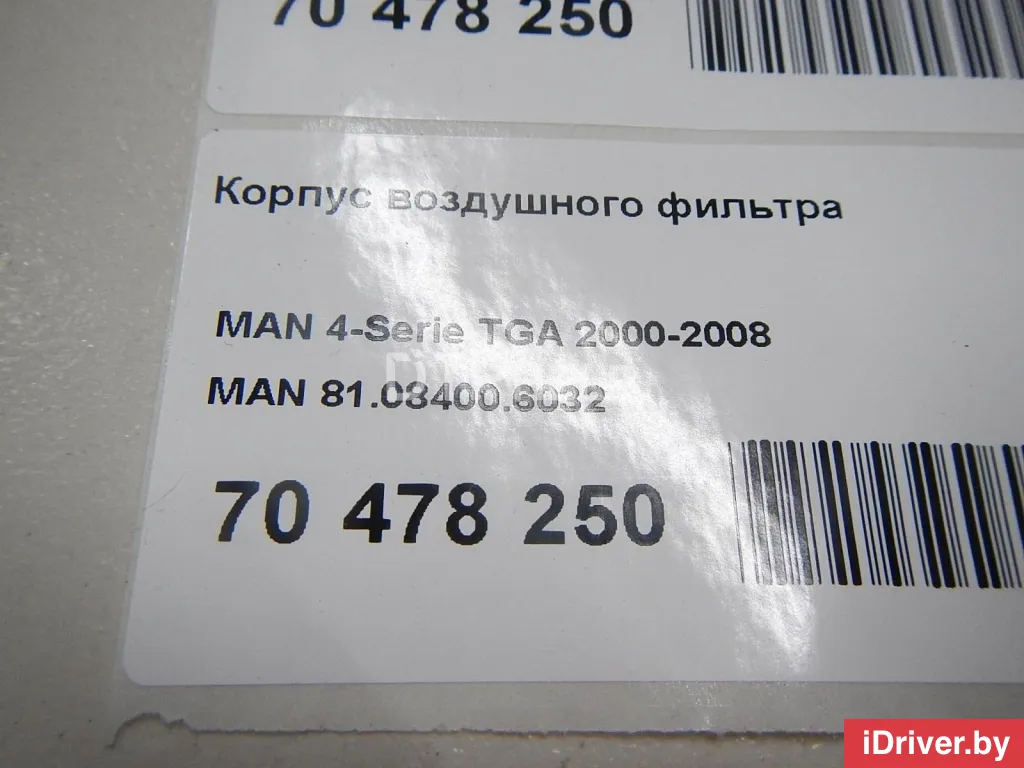 70 478 250
Корпус воздушного фильтра
MAN 4-Serie TGA 2000-2008
MAN 81.08400.6032
70 478 250
iDriver.by